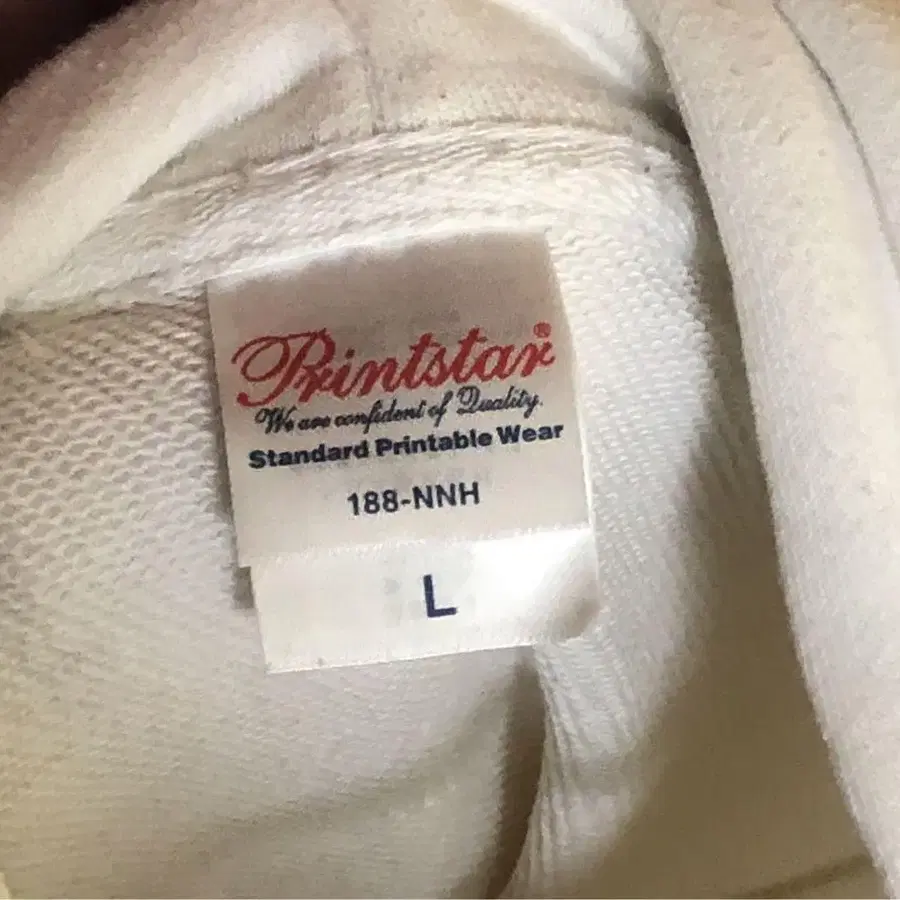 Printstar®
We are confident of Quality.
Standard Printable Wear
188-NNH
L